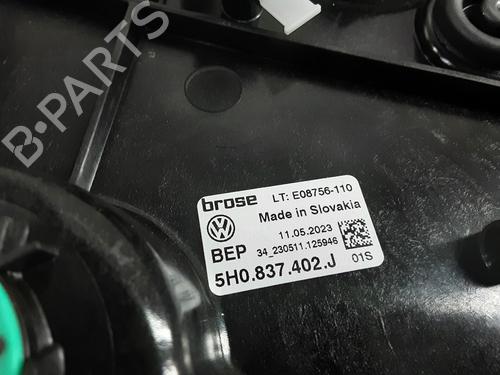 B-PARTS
brose LT: E08756-110
Made in Slovakia
11.05.2023
BEP 34_230511.125946
5H0.837.402.J 01S